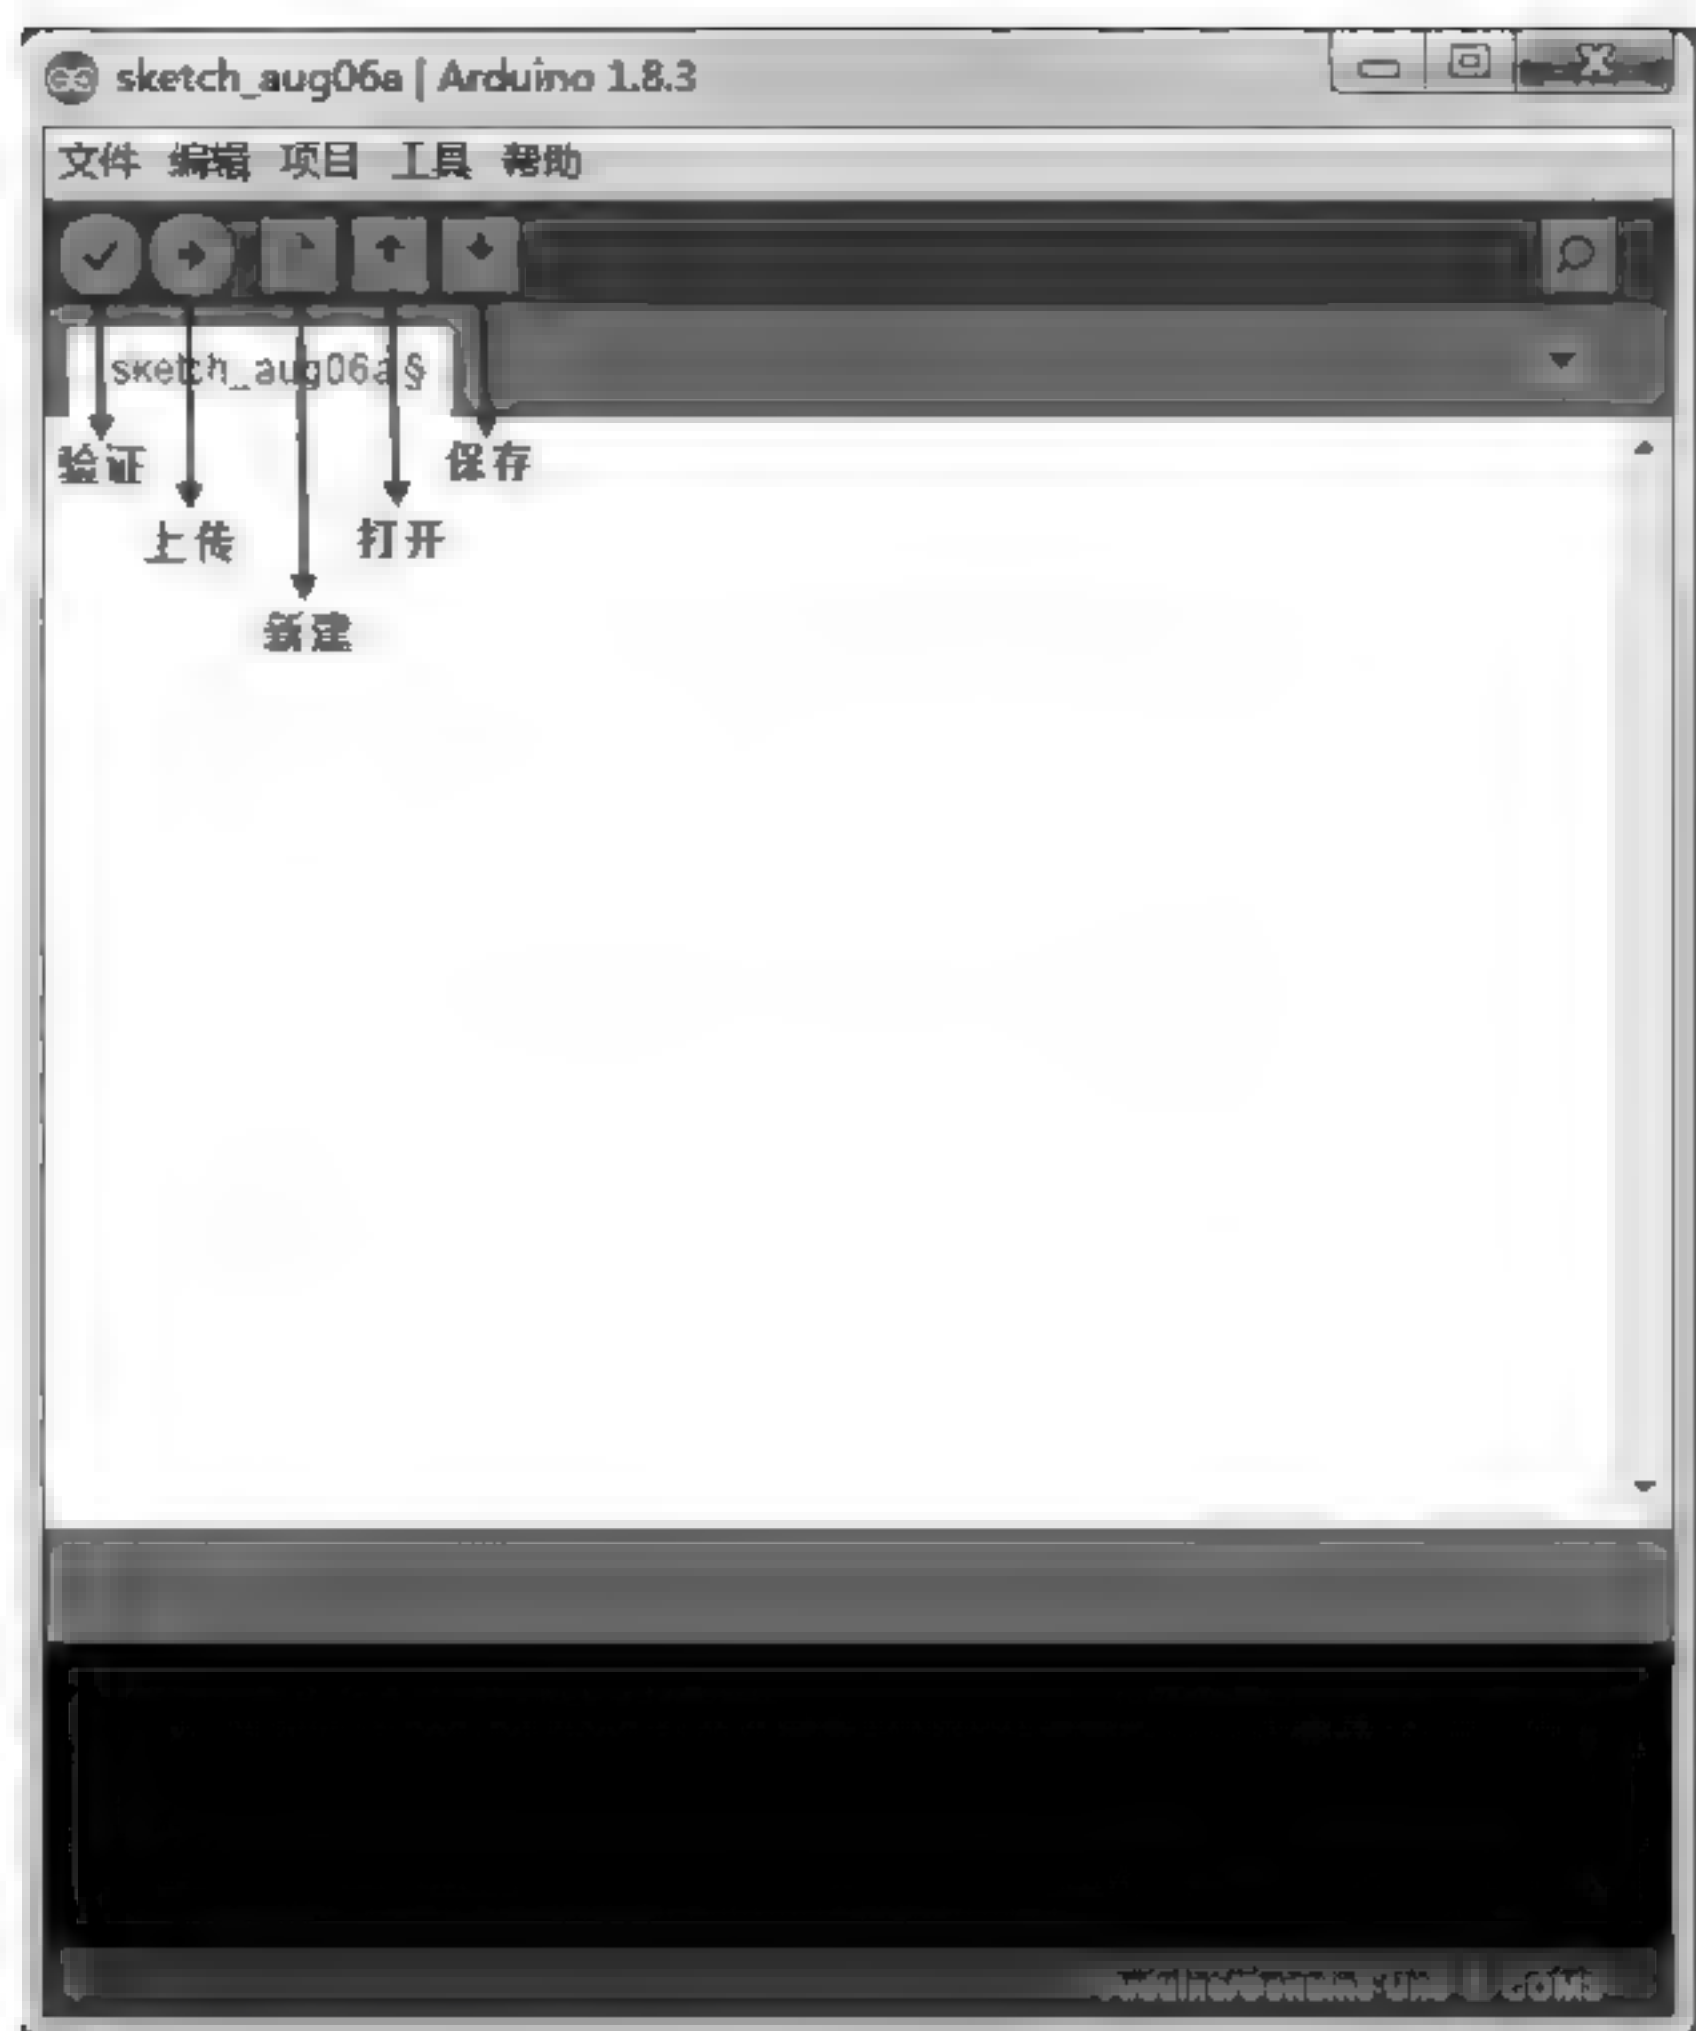 sketch_aug06a | Arduino 1.8.3
文件 编辑 项目 工具 帮助
sketch_aug06a §
验证
保存
上传
打开
新建